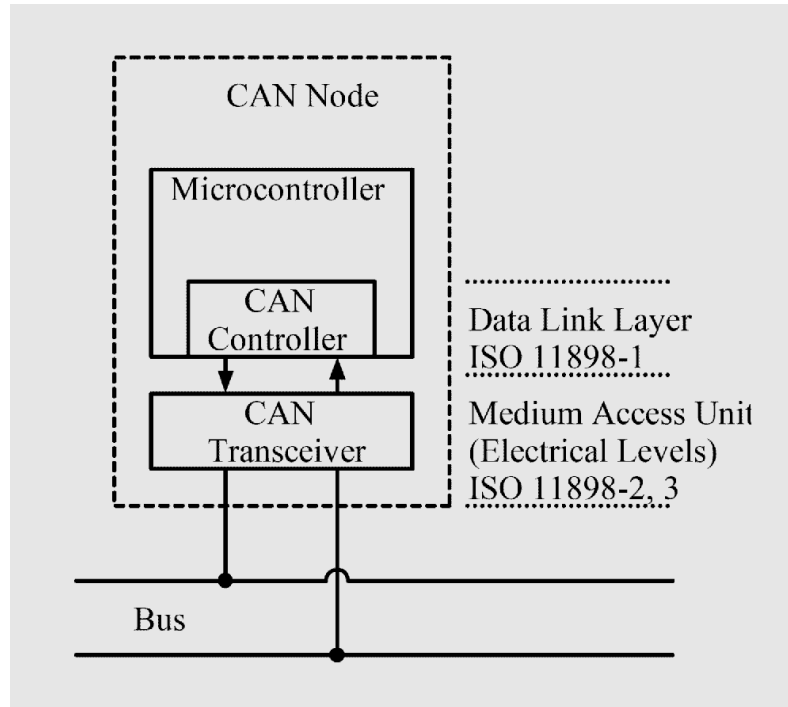 CAN Node
Microcontroller
CAN
Controller
Data Link Layer
ISO 11898-1
CAN
Transceiver
Medium Access Unit
(Electrical Levels)
ISO 11898-2, 3
Bus